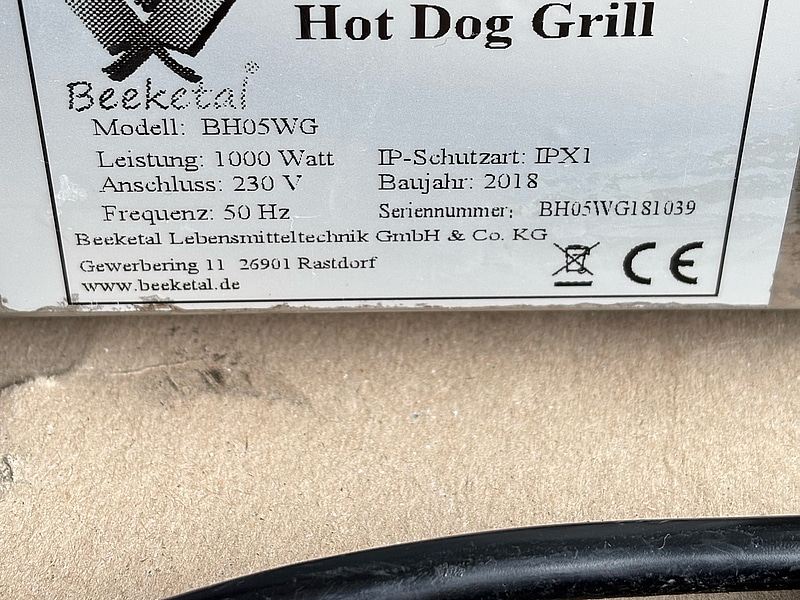 Hot Dog Grill
Beeketal®
Modell: BH05WG
Leistung: 1000 Watt IP-Schutzart: IPX1
Anschluss: 230 V Baujahr: 2018
Frequenz: 50 Hz Seriennummer: BH05WG181039
Beeketal Lebensmitteltechnik GmbH & Co. KG
Gewerbering 11 26901 Rastdorf
www.beeketal.de
CE